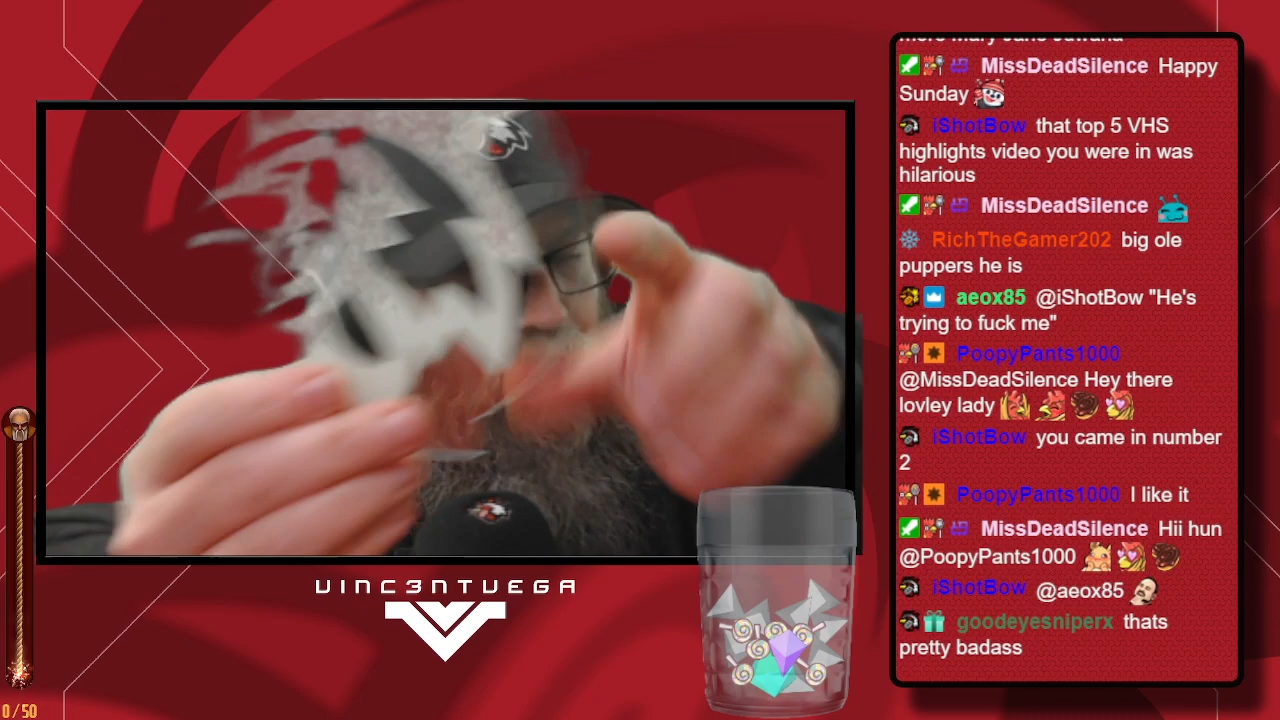 MissDeadSilence Happy
Sunday
iShotBow that top 5 VHS
highlights video you were in was
hilarious
MissDeadSilence
RichTheGamer202 big ole
puppers he is
aeox85 @iShotBow "He's
trying to fuck me"
PoopyPants1000
@MissDeadSilence Hey there
lovley lady
iShotBow you came in number
2
PoopyPants1000 I like it
MissDeadSilence Hii hun
@PoopyPants1000
iShotBow @aeox85
goodeyesniperx thats
pretty badass
VINC3NTVEGA
0/50